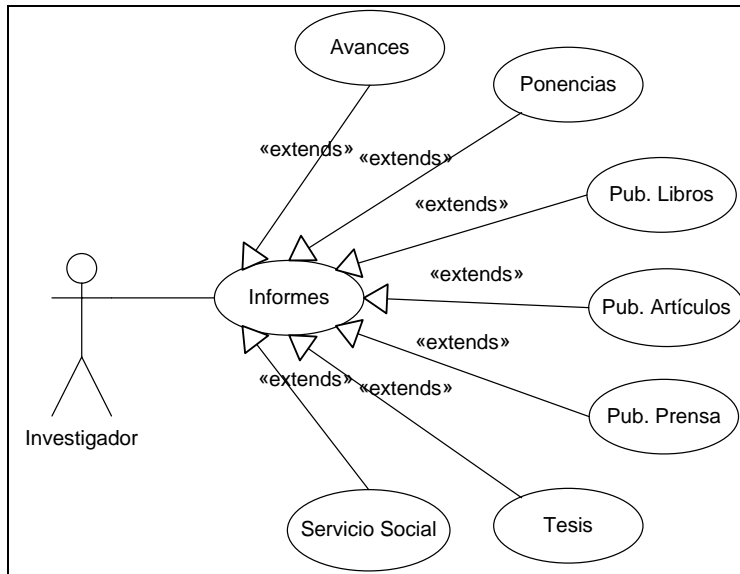 Avances
Ponencias
«extends»
«extends»
Pub. Libros
«extends»
«extends»
Informes
Pub. Artículos
«extends»
«extends»
«extends»
Pub. Prensa
Investigador
Servicio Social
Tesis